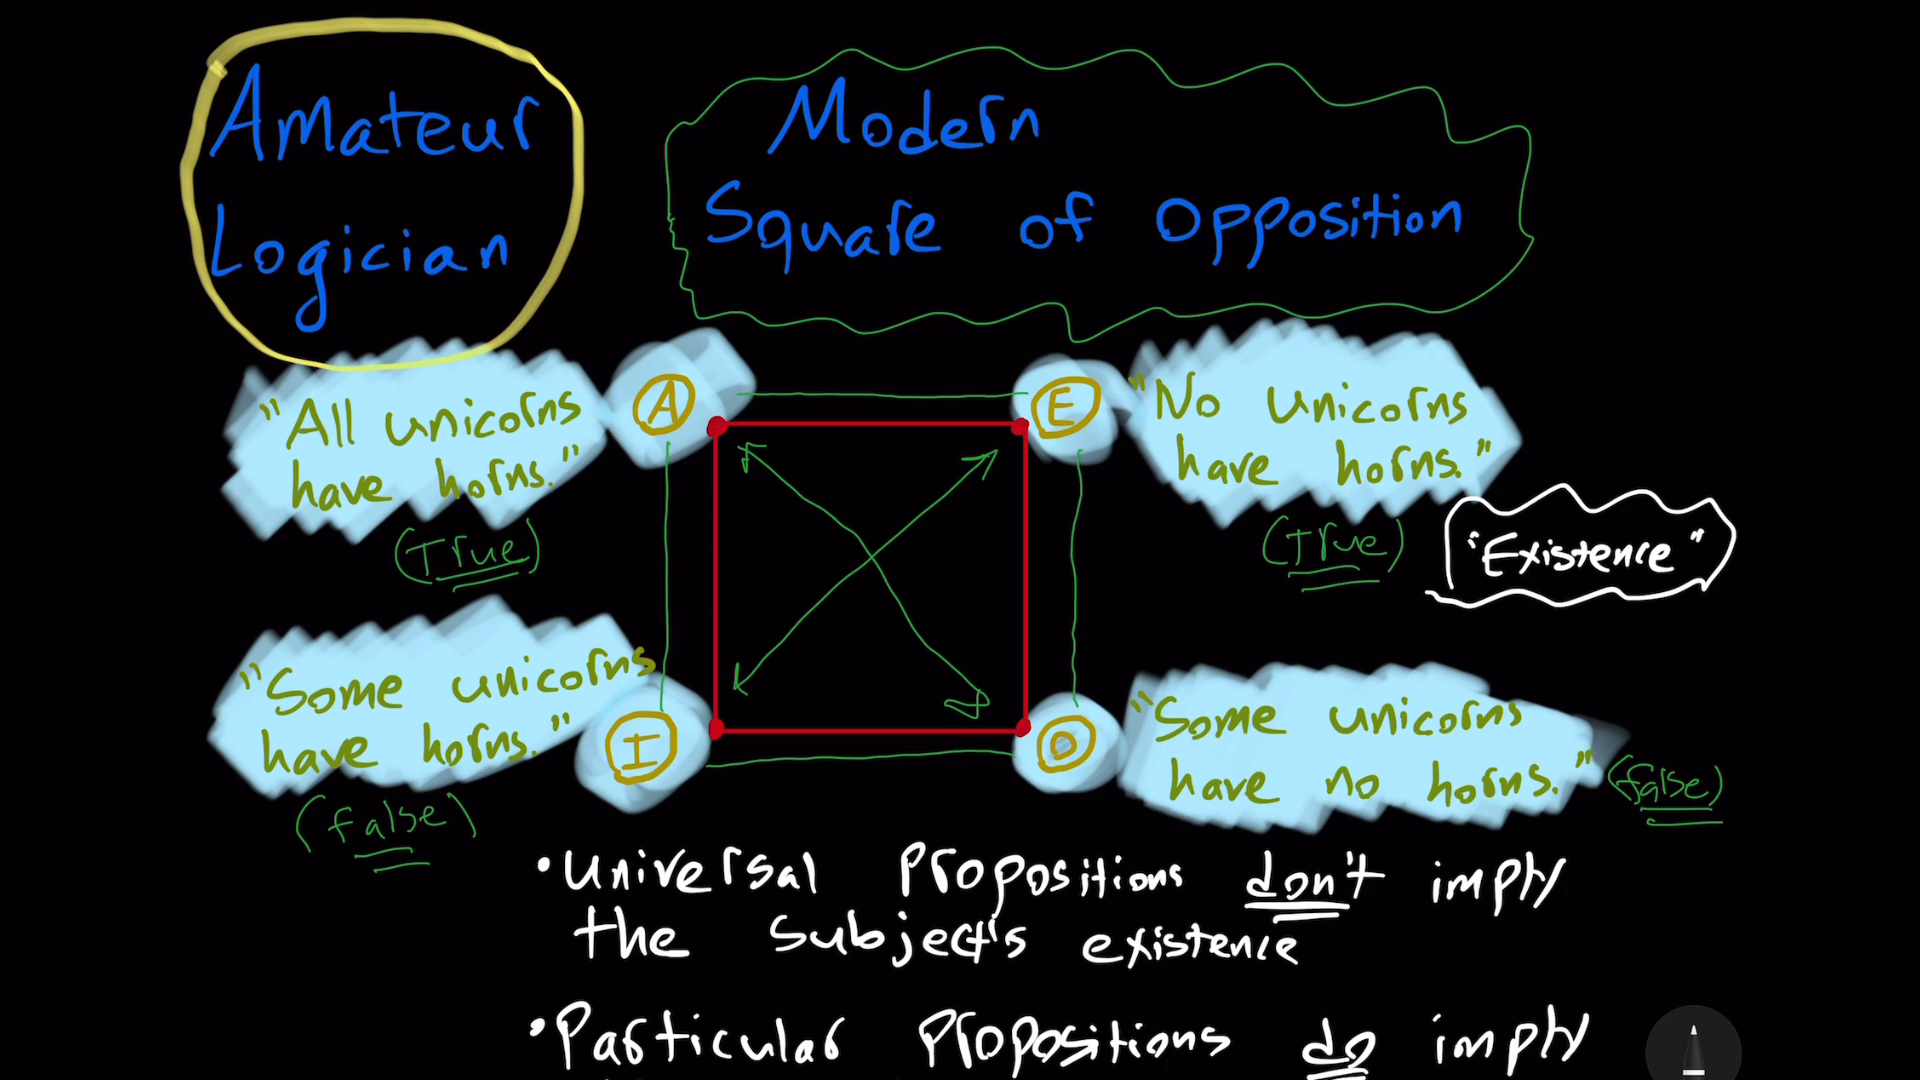 Amateur
Logician
Modern
Square of Opposition
"All unicorns
have horns."
(True)
A
E
"No unicorns
have horns."
(true)
"Existence"
"Some unicorns
have horns."
(false)
I
O
"Some unicorns
have no horns."
(false)
•Universal Propositions don't imply
the subject's existence
•Particular Propositions do imply